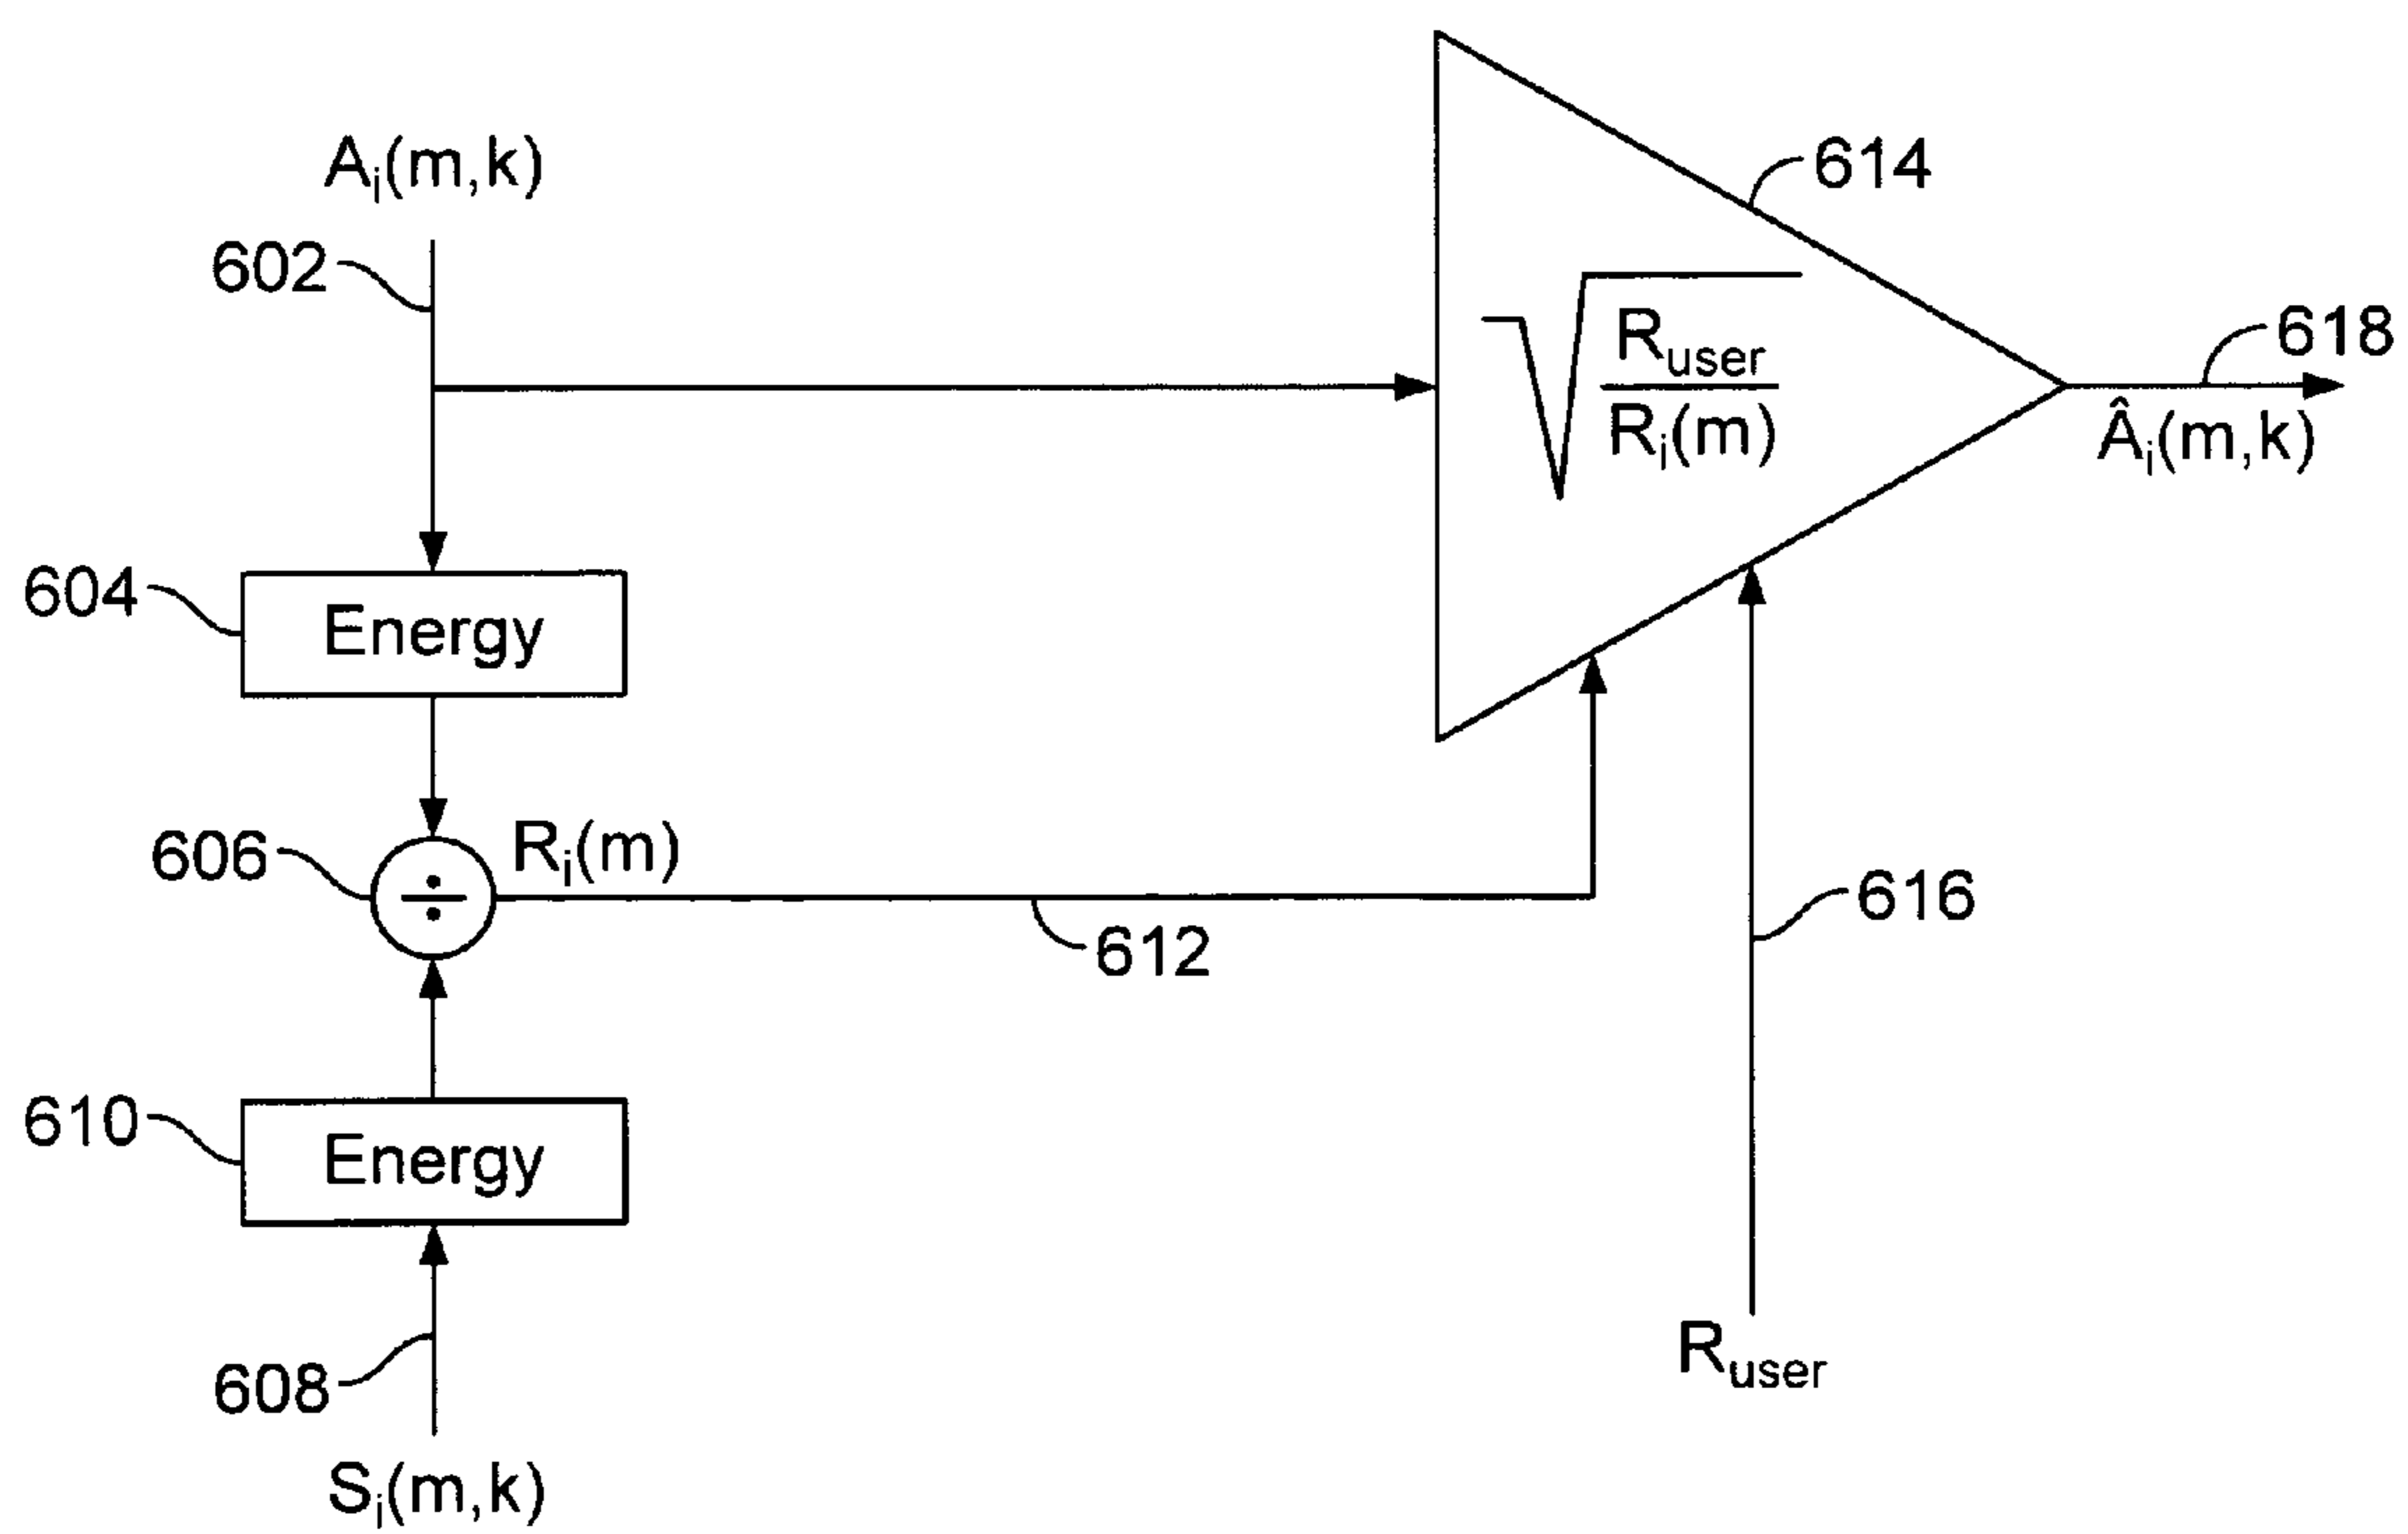 Aᵢ(m,k)
602
614
√ R_user / Rᵢ(m)
618
Âᵢ(m,k)
604
Energy
606
÷
Rᵢ(m)
612
616
610
Energy
608
R_user
Sᵢ(m,k)